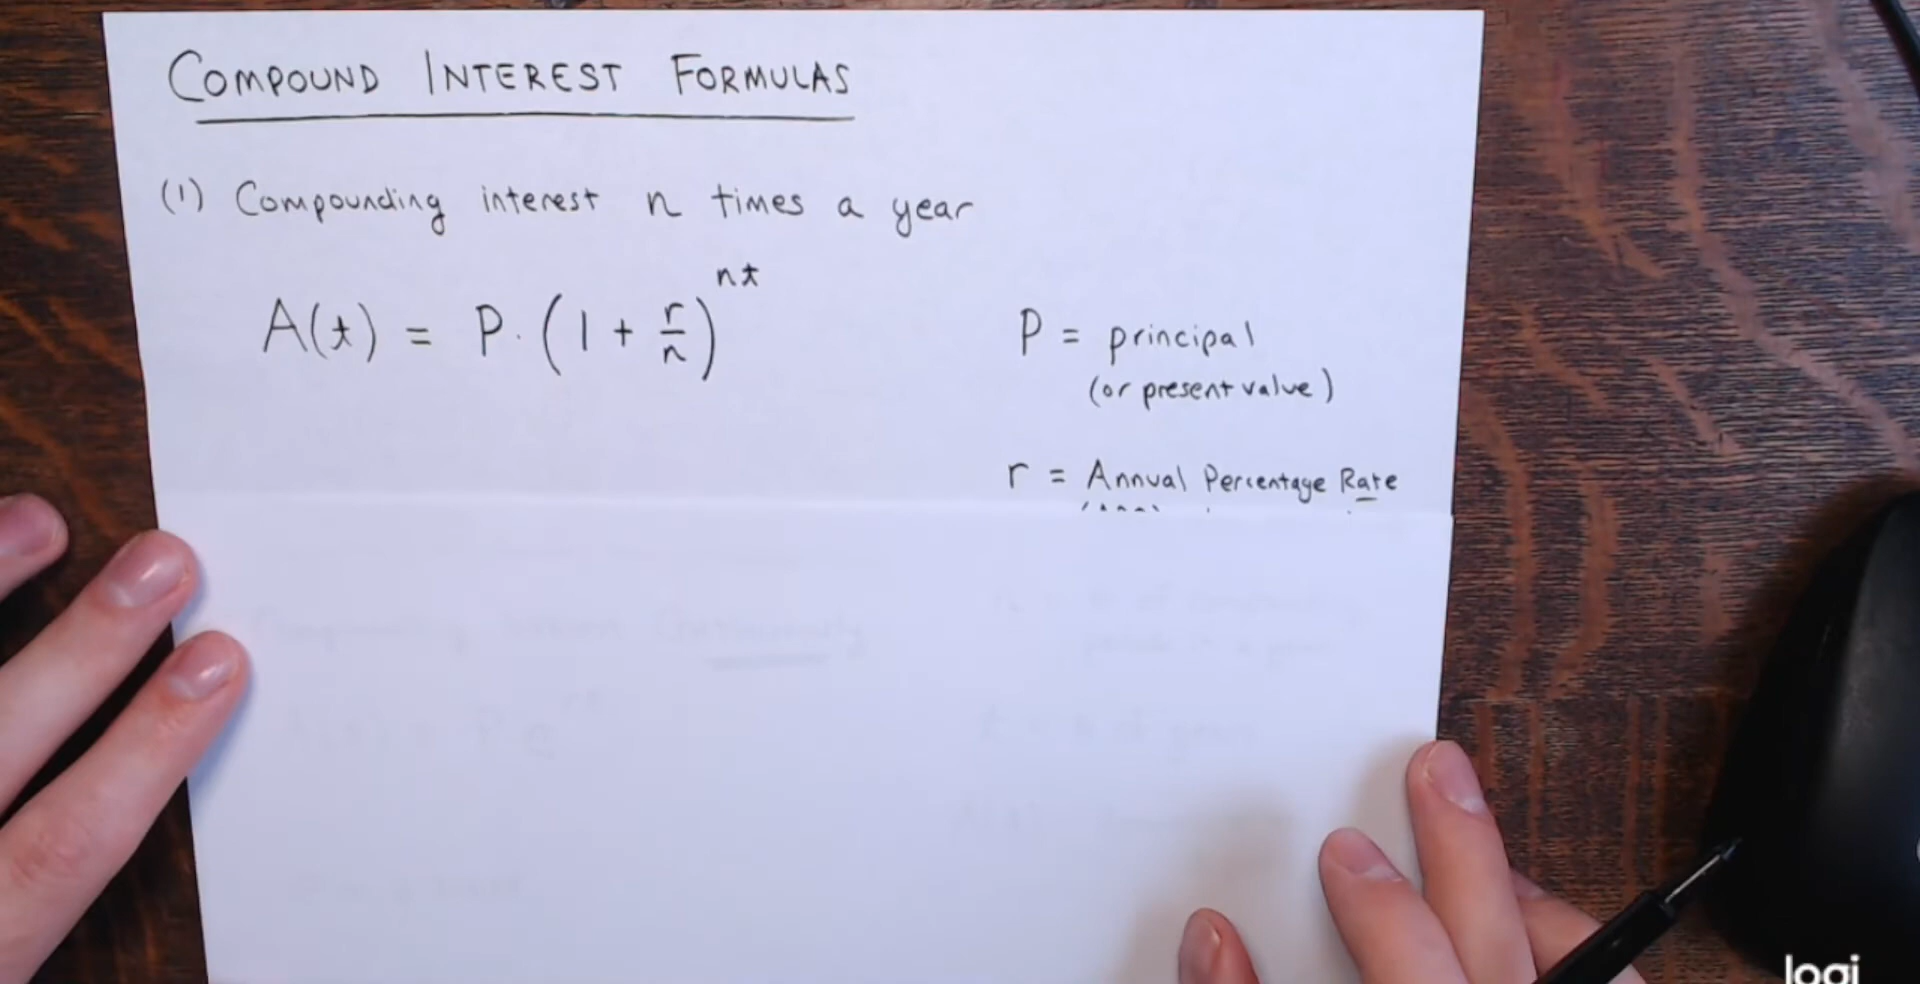 COMPOUND INTEREST FORMULAS
(1) Compounding interest n times a year
A(t) = P · (1 + r/n)^nt
P = principal
(or present value)
r = Annual Percentage Rate
logi